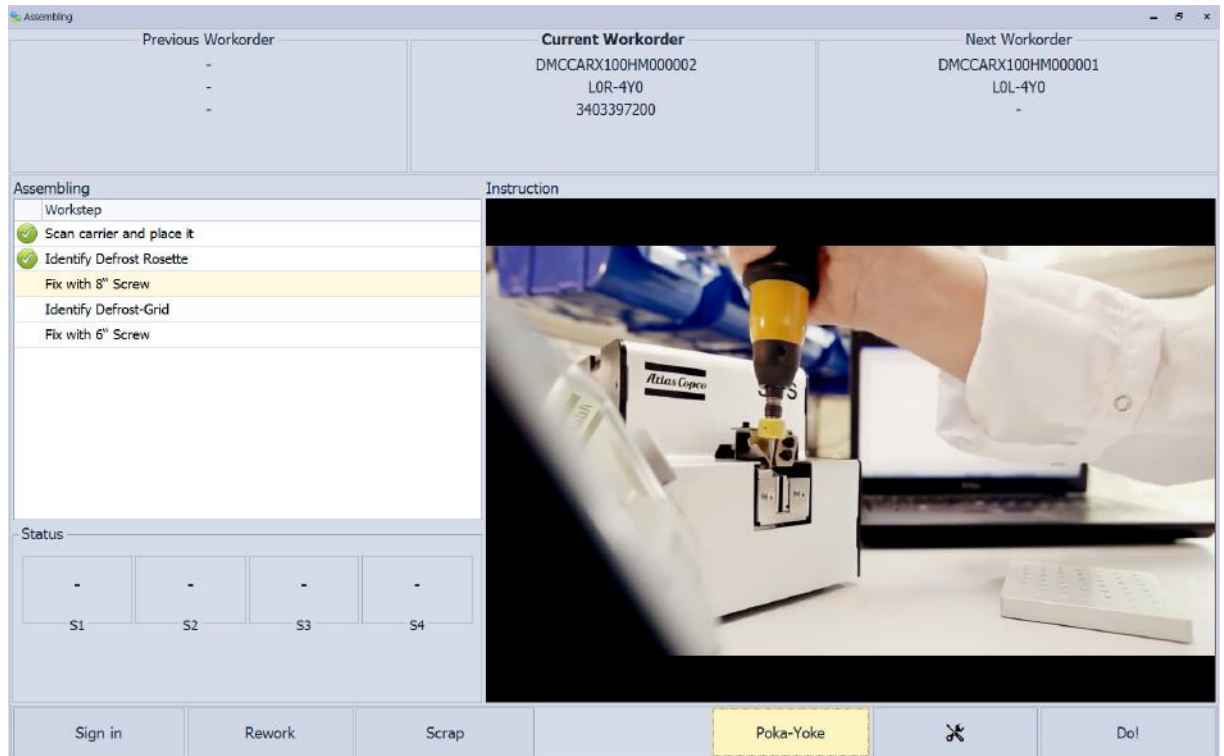 Assembling
Previous Workorder
-
-
-
Current Workorder
DMCCARX100HM000002
L0R-4Y0
3403397200
Next Workorder
DMCCARX100HM000001
L0L-4Y0
-
Assembling
Workstep
Scan carrier and place it
Identify Defrost Rosette
Fix with 8" Screw
Identify Defrost-Grid
Fix with 6" Screw
Instruction
Atlas Copco
Status
- - - -
S1 S2 S3 S4
Sign in Rework Scrap Poka-Yoke Do!